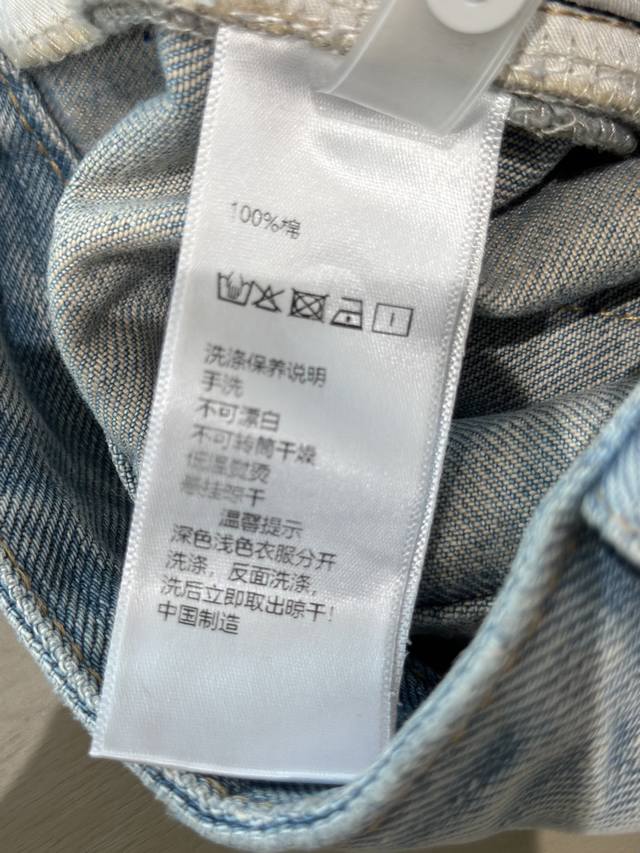 100%棉
洗涤保养说明
手洗
不可漂白
不可转筒干燥
低温熨烫
悬挂晾干
温馨提示
深色浅色衣服分开
洗涤，反面洗涤，
洗后立即取出晾干！
中国制造